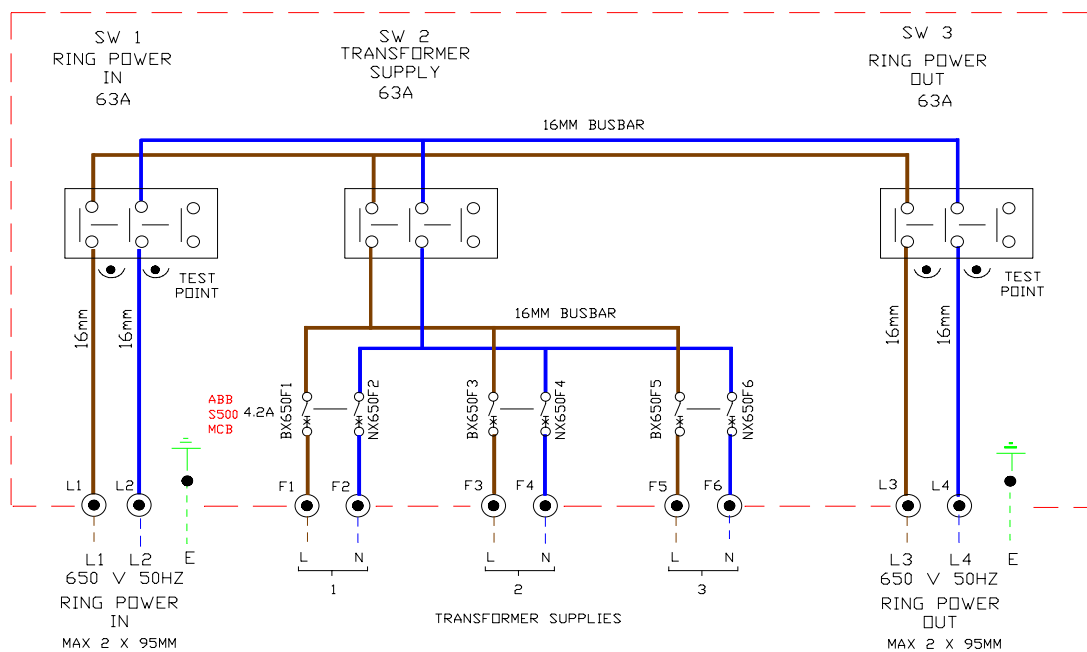 SW 1
RING POWER
IN
63A
SW 2
TRANSFORMER
SUPPLY
63A
SW 3
RING POWER
OUT
63A
16MM BUSBAR
TEST
POINT
TEST
POINT
16mm
16mm
16MM BUSBAR
16mm
16mm
ABB
S500
MCB
4.2A
BX650F1
NX650F2
BX650F3
NX650F4
BX650F5
NX650F6
L1
L2
E
F1
F2
F3
F4
F5
F6
L3
L4
L1
L2
E
L
N
L
N
L
N
L3
L4
E
650 V 50HZ
RING POWER
IN
MAX 2 X 95MM
1
2
3
TRANSFORMER SUPPLIES
650 V 50HZ
RING POWER
OUT
MAX 2 X 95MM